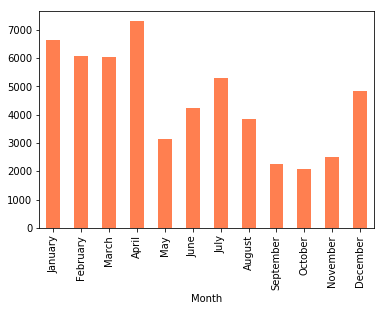 7000
6000
5000
4000
3000
2000
1000
0
January
February
March
April
May
June
July
August
September
October
November
December
Month